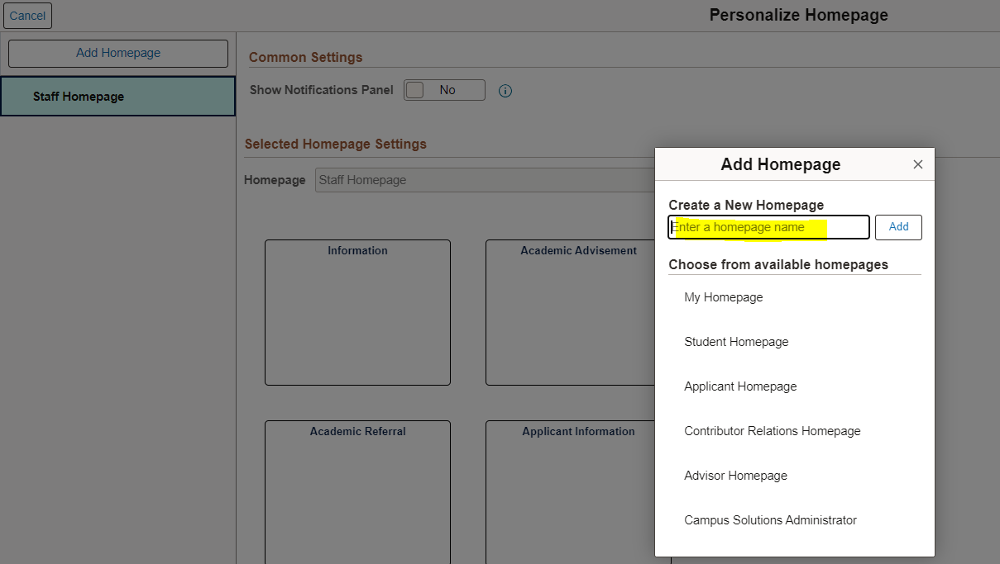 Cancel
Personalize Homepage
Add Homepage
Staff Homepage
Common Settings
Show Notifications Panel No
Selected Homepage Settings
Homepage Staff Homepage
Information
Academic Advisement
Academic Referral
Applicant Information
Add Homepage
Create a New Homepage
Enter a homepage name Add
Choose from available homepages
My Homepage
Student Homepage
Applicant Homepage
Contributor Relations Homepage
Advisor Homepage
Campus Solutions Administrator